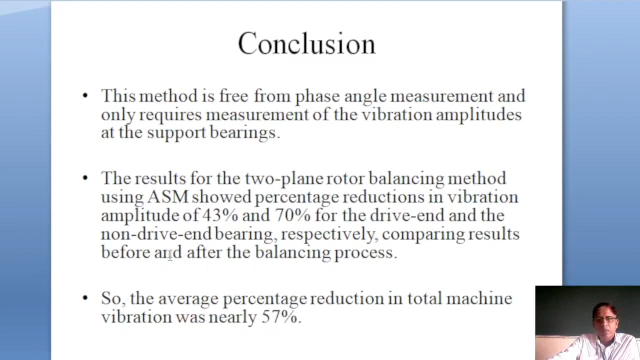 Conclusion
• This method is free from phase angle measurement and
only requires measurement of the vibration amplitudes
at the support bearings.
• The results for the two-plane rotor balancing method
using ASM showed percentage reductions in vibration
amplitude of 43% and 70% for the drive-end and the
non-drive-end bearing, respectively, comparing results
before and after the balancing process.
• So, the average percentage reduction in total machine
vibration was nearly 57%.